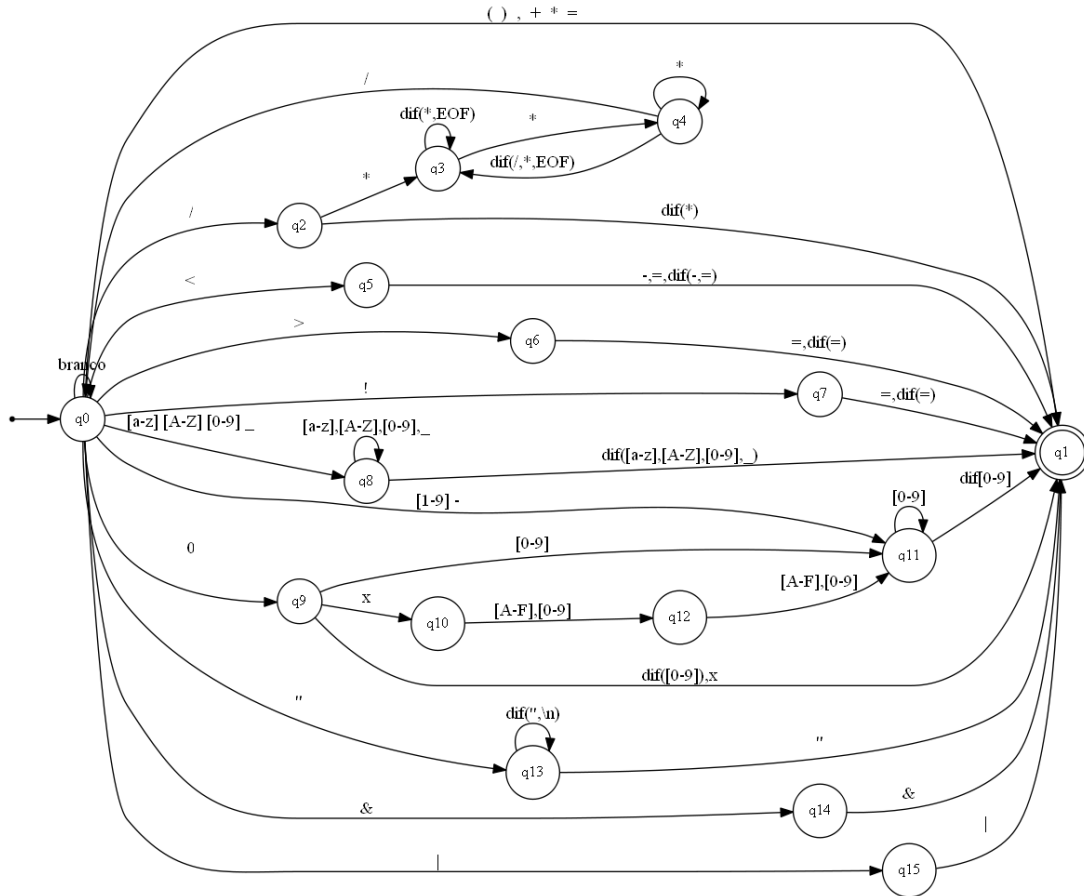 ( ) , + * =
*
/
q4
dif(*,EOF)
*
q3
dif(/,*,EOF)
*
dif(*)
/
q2
<
-,=,dif(-,=)
q5
>
=,dif(=)
q6
branco
!
q7
=,dif(=)
q0
[a-z] [A-Z] [0-9] _
[a-z],[A-Z],[0-9],_
dif([a-z],[A-Z],[0-9],_)
q1
q8
dif[0-9]
[1-9] -
[0-9]
0
[0-9]
q11
[A-F],[0-9]
q9
x
[A-F],[0-9]
q10
q12
dif([0-9]),x
"
dif(",\n)
"
q13
&
&
q14
|
|
q15